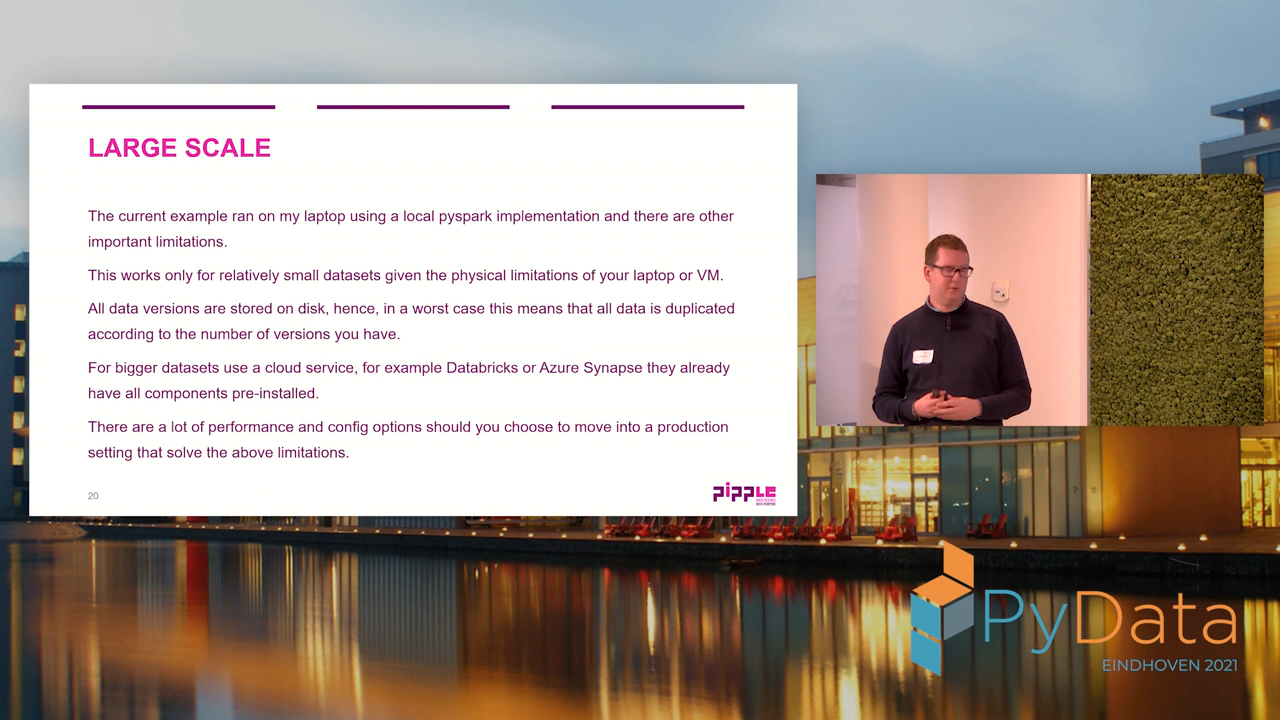 LARGE SCALE
The current example ran on my laptop using a local pyspark implementation and there are other
important limitations.
This works only for relatively small datasets given the physical limitations of your laptop or VM.
All data versions are stored on disk, hence, in a worst case this means that all data is duplicated
according to the number of versions you have.
For bigger datasets use a cloud service, for example Databricks or Azure Synapse they already
have all components pre-installed.
There are a lot of performance and config options should you choose to move into a production
setting that solve the above limitations.
20
pipple
PyData
EINDHOVEN 2021